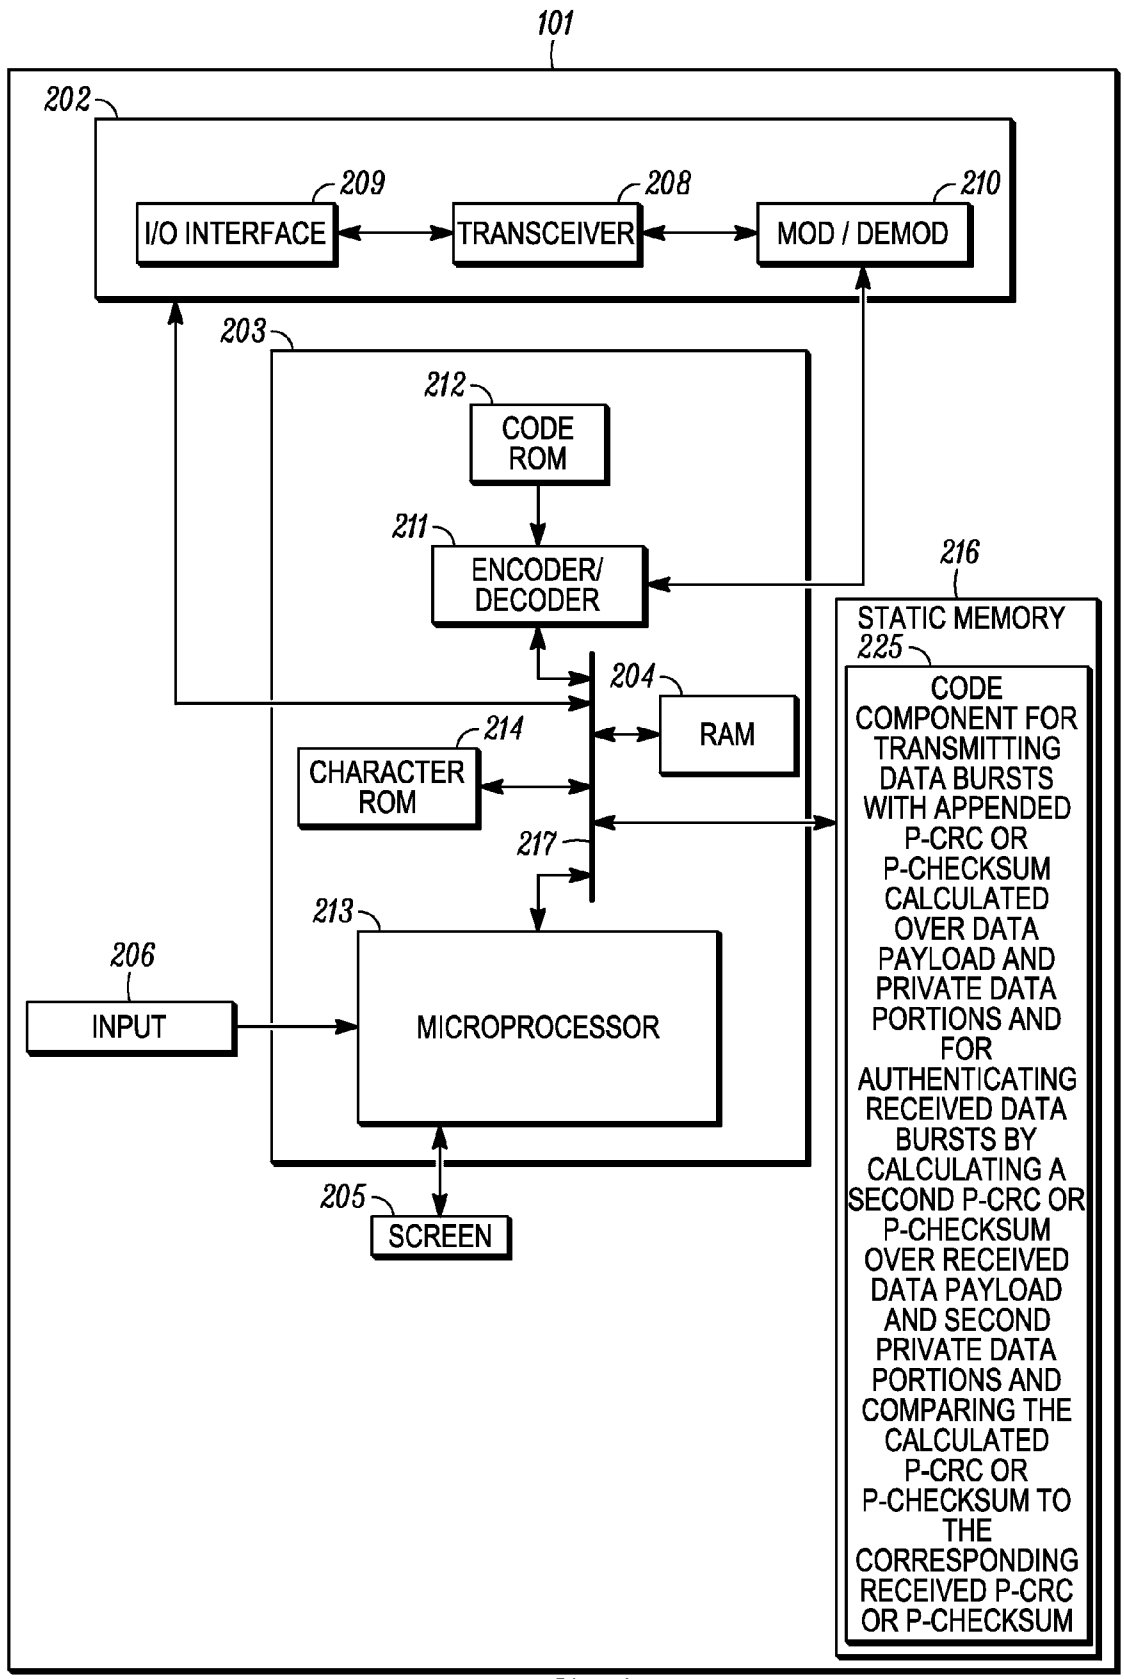 101
202
209
208
210
I/O INTERFACE
TRANSCEIVER
MOD / DEMOD
203
212
CODE
ROM
211
ENCODER/
DECODER
216
STATIC MEMORY
225
CODE
COMPONENT FOR
TRANSMITTING
DATA BURSTS
WITH APPENDED
P-CRC OR
P-CHECKSUM
CALCULATED
OVER DATA
PAYLOAD AND
PRIVATE DATA
PORTIONS AND
FOR
AUTHENTICATING
RECEIVED DATA
BURSTS BY
CALCULATING A
SECOND P-CRC OR
P-CHECKSUM
OVER RECEIVED
DATA PAYLOAD
AND SECOND
PRIVATE DATA
PORTIONS AND
COMPARING THE
CALCULATED
P-CRC OR
P-CHECKSUM TO
THE
CORRESPONDING
RECEIVED P-CRC
OR P-CHECKSUM
204
RAM
214
CHARACTER
ROM
217
213
MICROPROCESSOR
206
INPUT
205
SCREEN